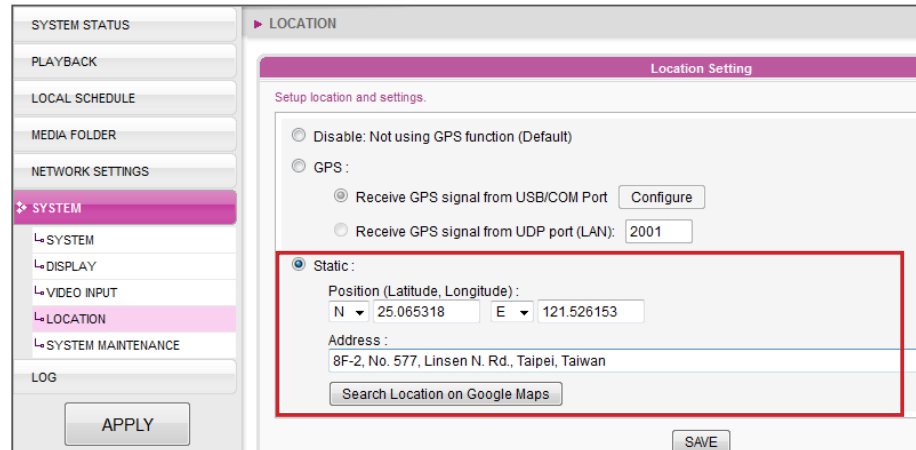 SYSTEM STATUS
PLAYBACK
LOCAL SCHEDULE
MEDIA FOLDER
NETWORK SETTINGS
SYSTEM
SYSTEM
DISPLAY
VIDEO INPUT
LOCATION
SYSTEM MAINTENANCE
LOG
APPLY
LOCATION
Location Setting
Setup location and settings.
Disable: Not using GPS function (Default)
GPS :
Receive GPS signal from USB/COM Port Configure
Receive GPS signal from UDP port (LAN): 2001
Static :
Position (Latitude, Longitude) :
N 25.065318 E 121.526153
Address :
8F-2, No. 577, Linsen N. Rd., Taipei, Taiwan
Search Location on Google Maps
SAVE